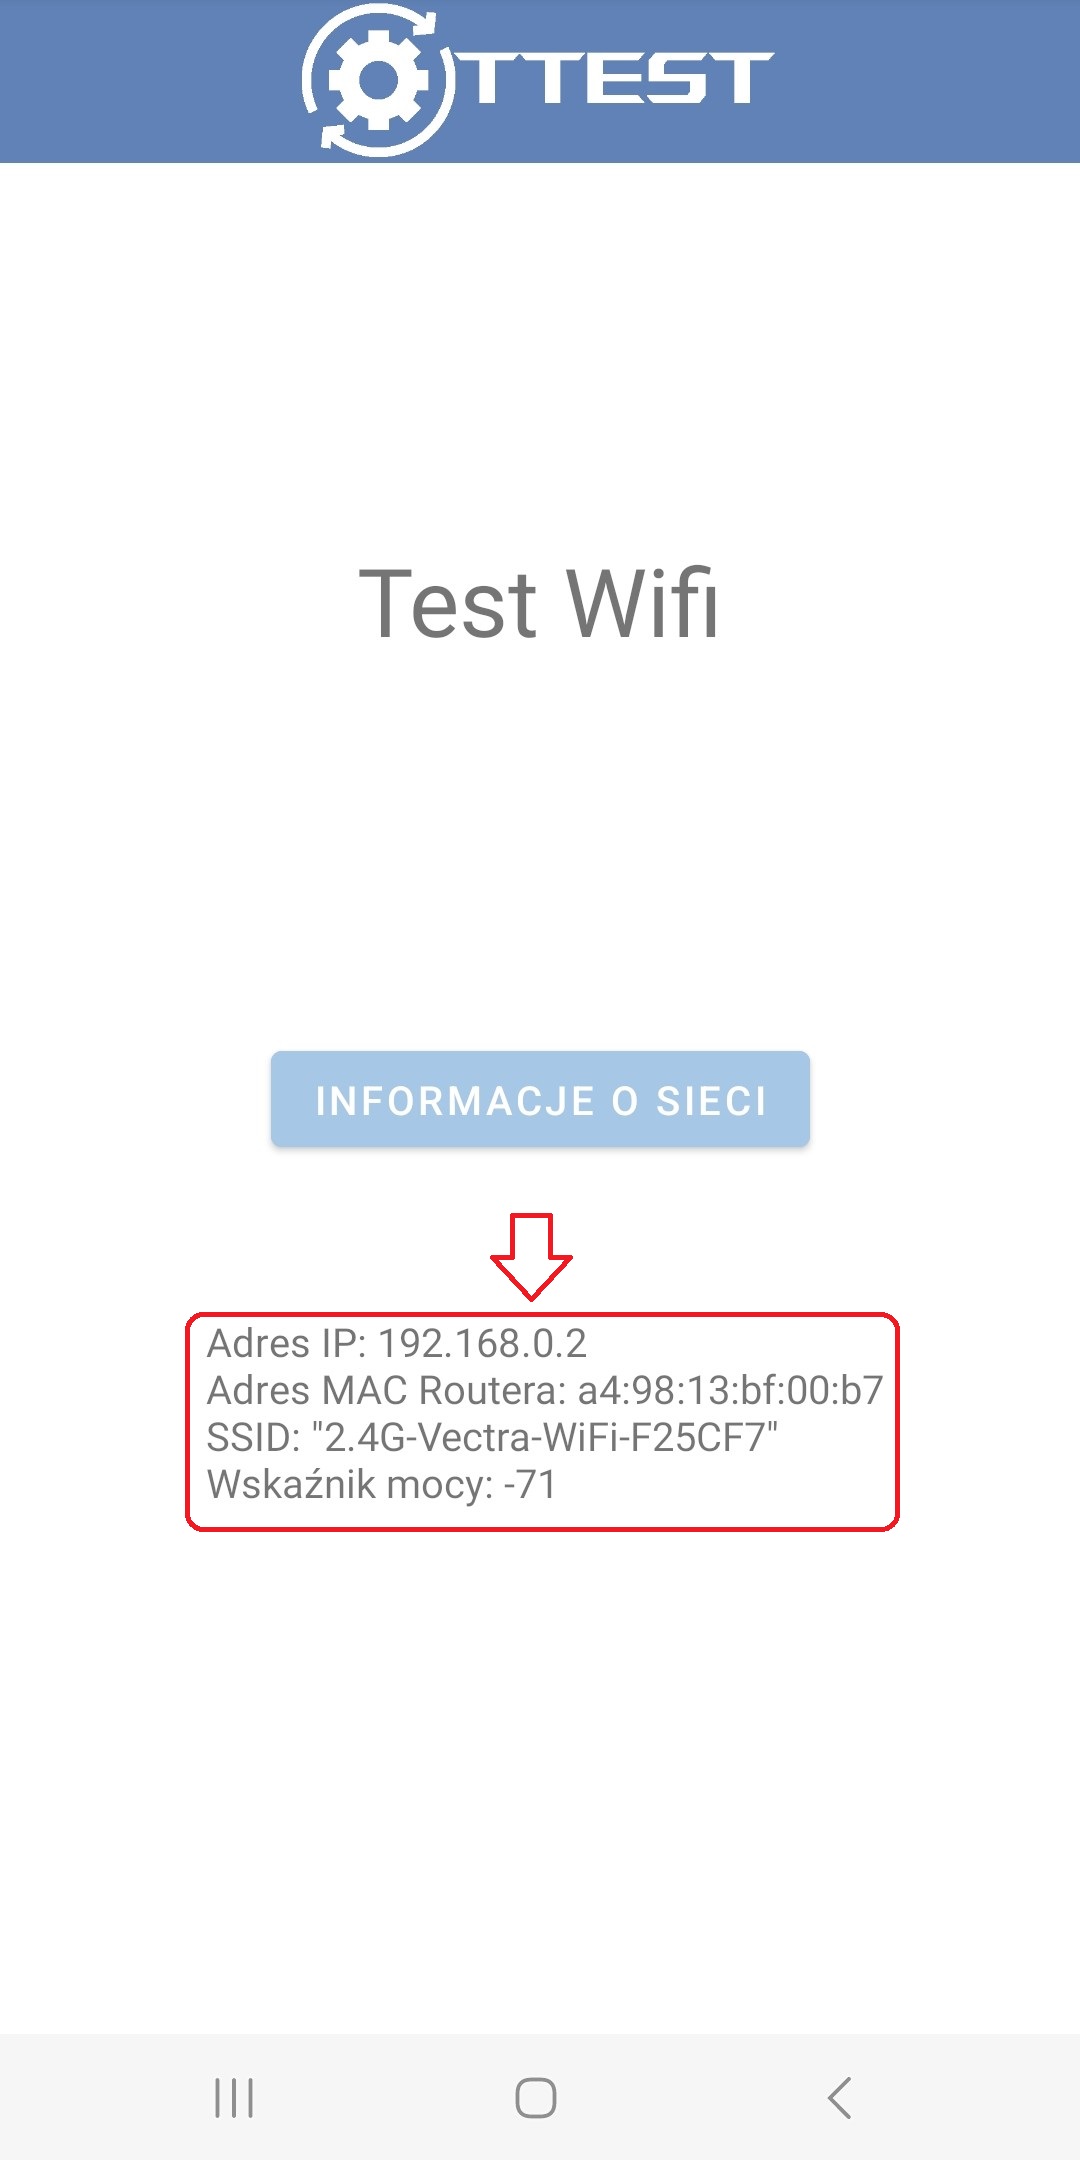 OTTEST
Test Wifi
INFORMACJE O SIECI
Adres IP: 192.168.0.2
Adres MAC Routera: a4:98:13:bf:00:b7
SSID: "2.4G-Vectra-WiFi-F25CF7"
Wskaźnik mocy: -71